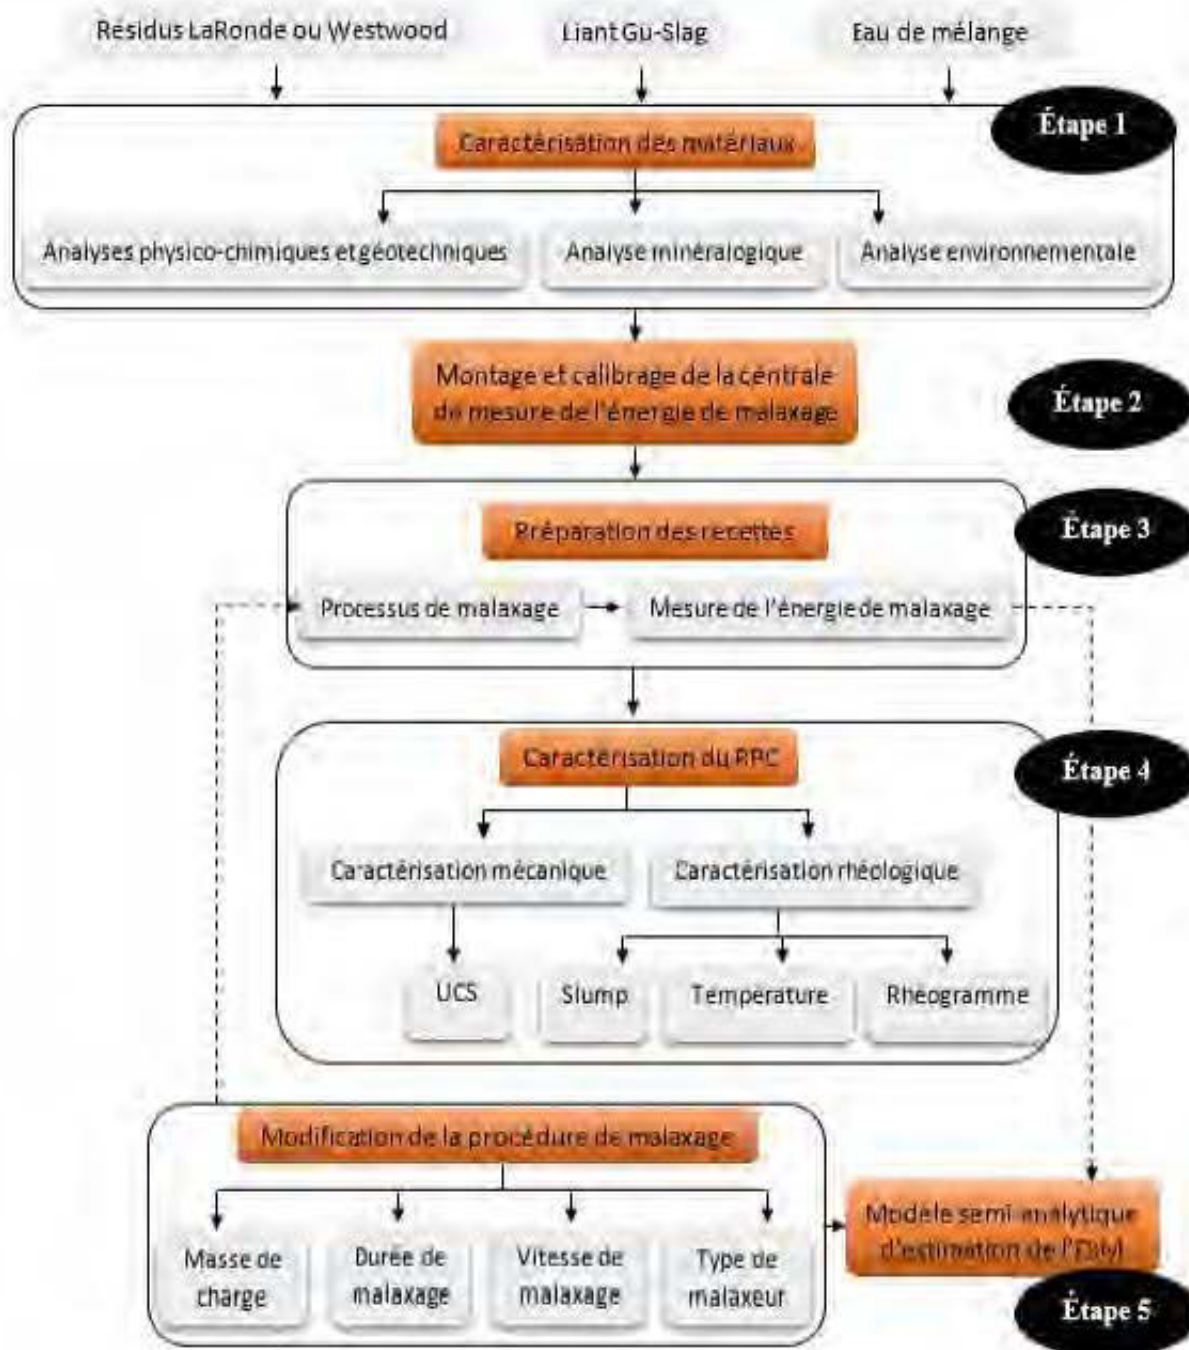 Résidus LaRonde ou Westwood
Liant Gu-Slag
Eau de mélange
Étape 1
Caractérisation des matériaux
Analyses physico-chimiques et géotechniques
Analyse minéralogique
Analyse environnementale
Montage et calibrage de la centrale
de mesure de l'énergie de malaxage
Étape 2
Préparation des recettes
Étape 3
Processus de malaxage
Mesure de l'énergie de malaxage
Caractérisation du RPC
Étape 4
Caractérisation mécanique
Caractérisation rhéologique
UCS
Slump
Température
Rhéogramme
Modification de la procédure de malaxage
Masse de
charge
Durée de
malaxage
Vitesse de
malaxage
Type de
malaxeur
Modèle semi-analytique
d'estimation de
Étape 5